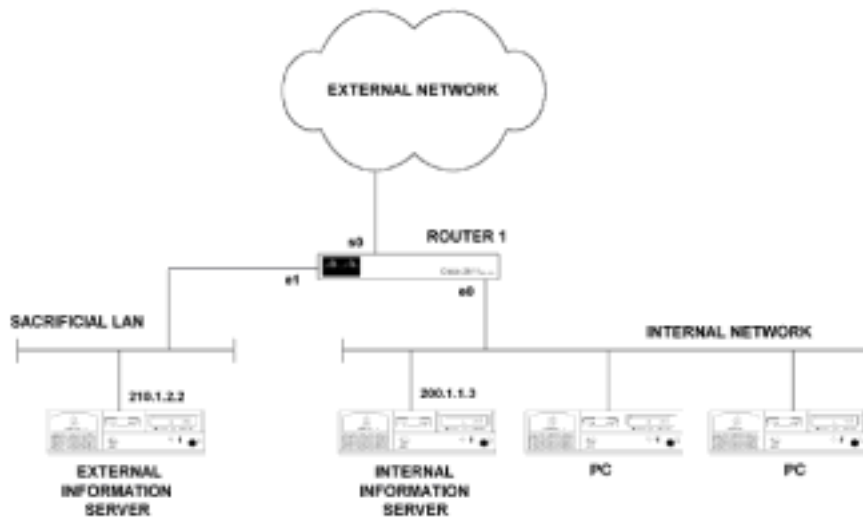 EXTERNAL NETWORK
s0
ROUTER 1
e1
e0
SACRIFICIAL LAN
INTERNAL NETWORK
210.1.2.2
200.1.1.3
EXTERNAL
INFORMATION
SERVER
INTERNAL
INFORMATION
SERVER
PC
PC